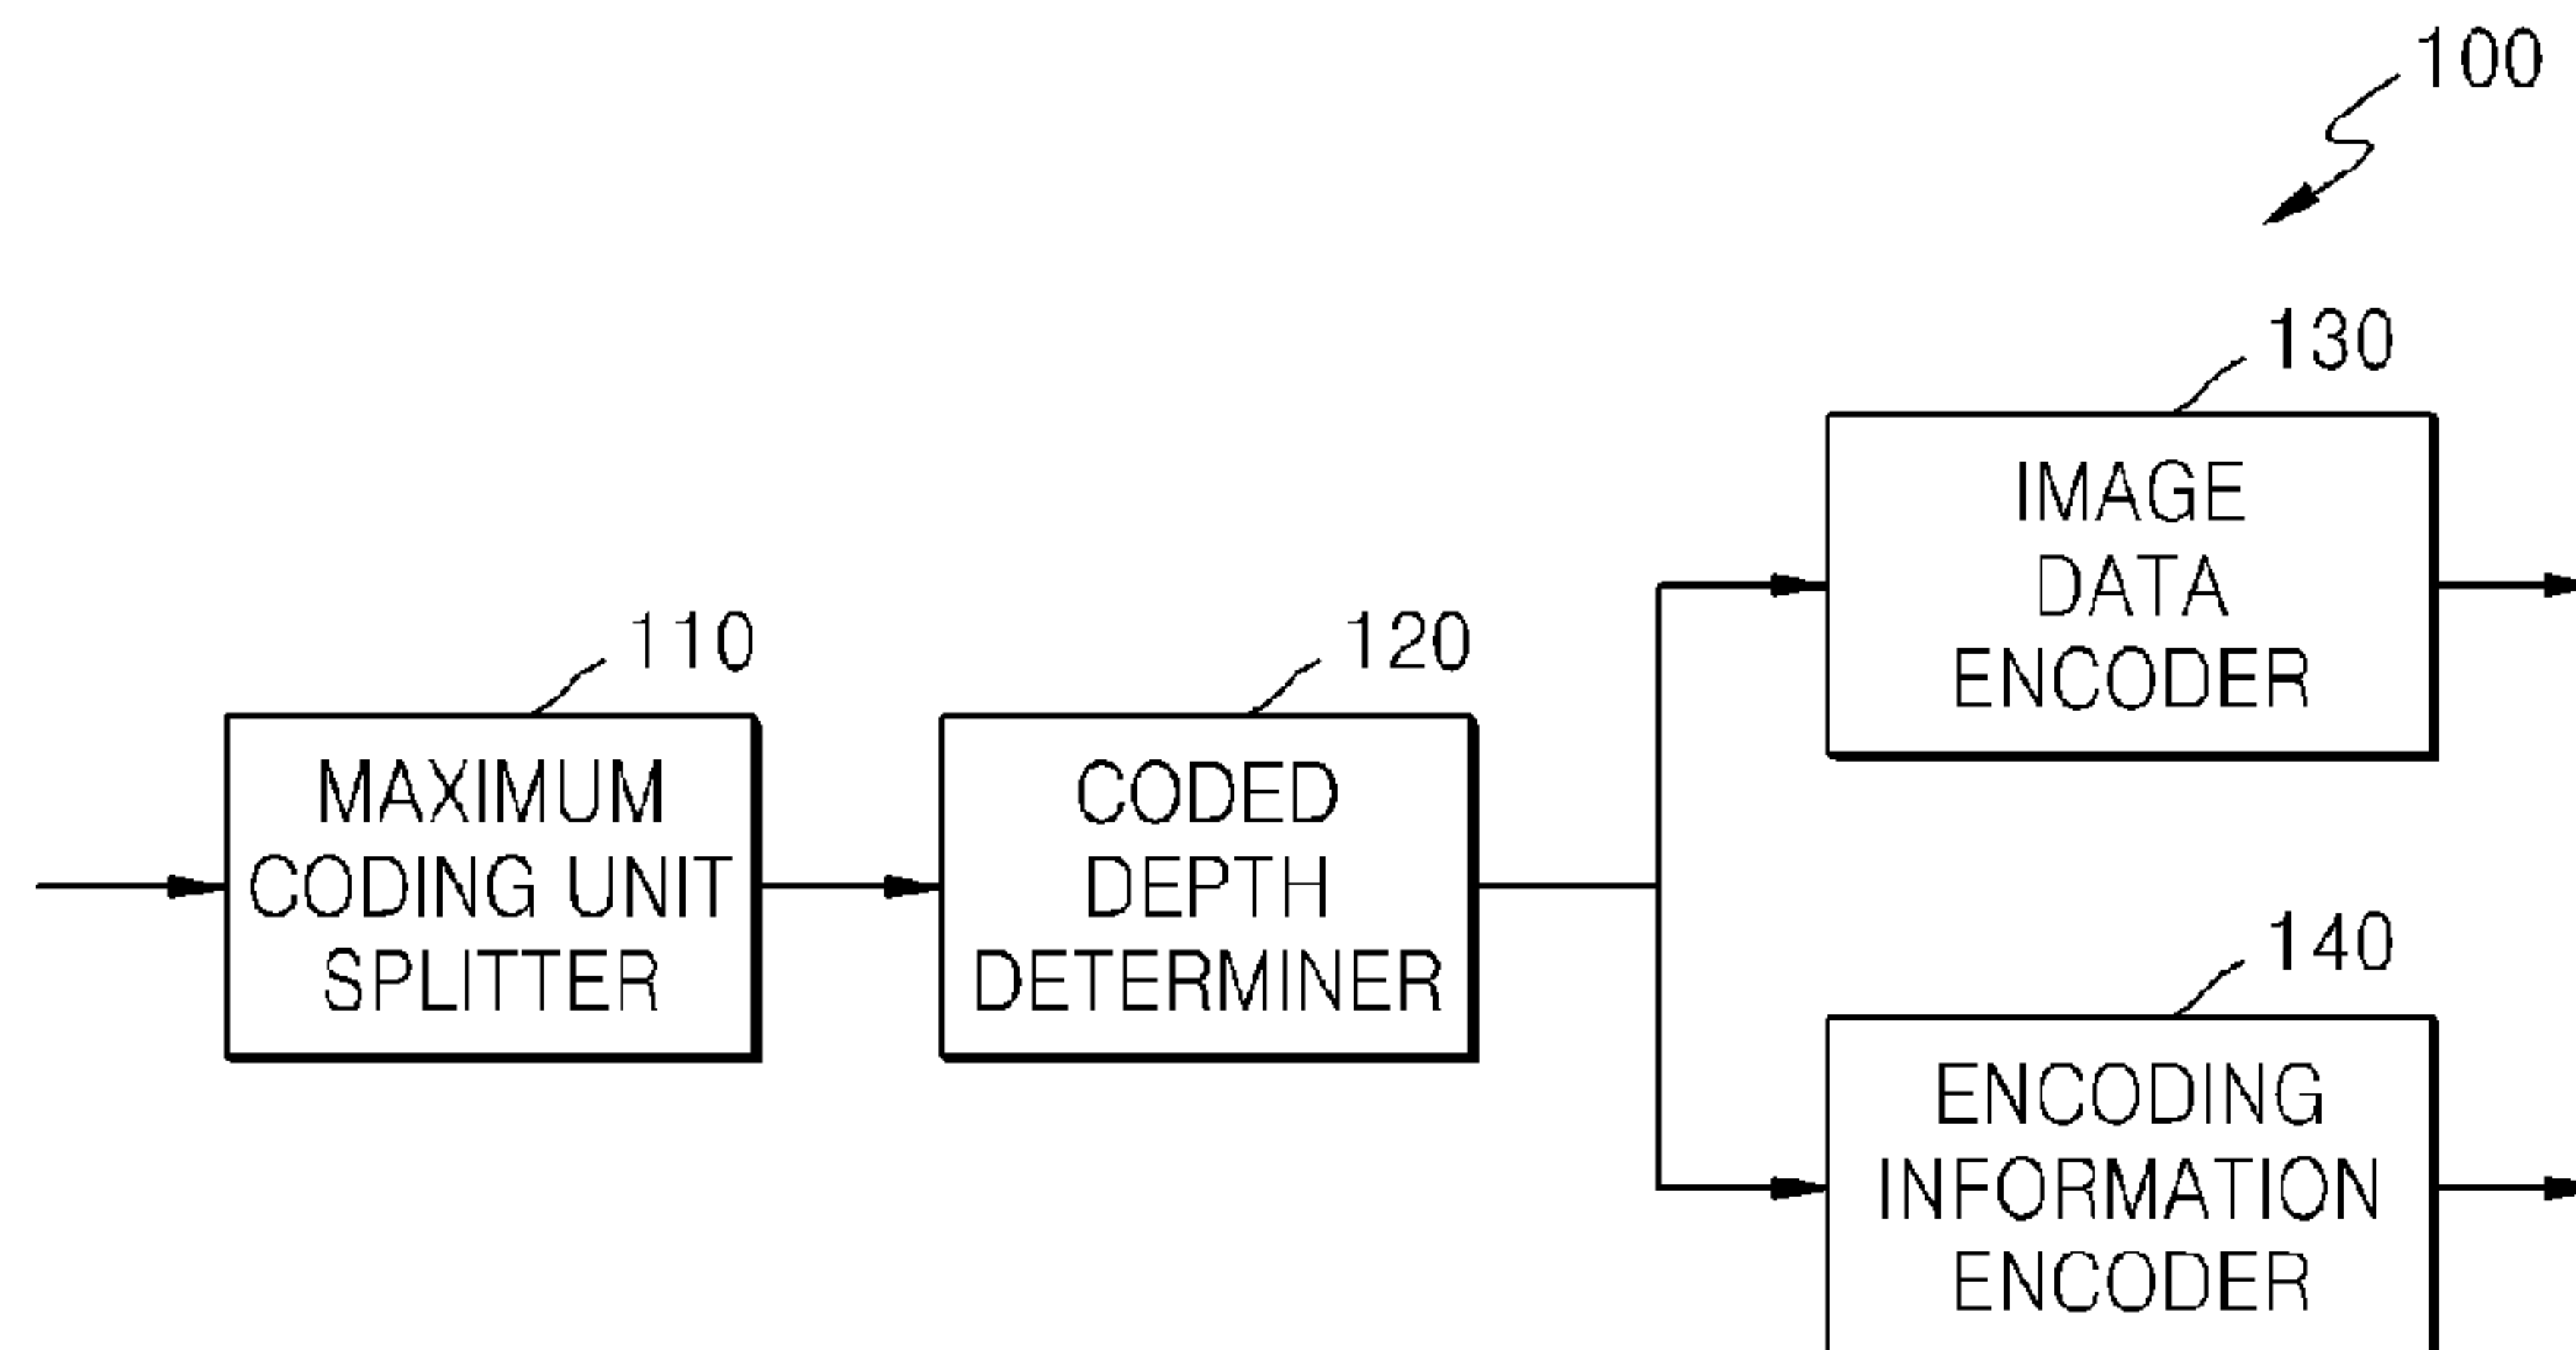 100
130
IMAGE
DATA
ENCODER
110
MAXIMUM
CODING UNIT
SPLITTER
120
CODED
DEPTH
DETERMINER
140
ENCODING
INFORMATION
ENCODER